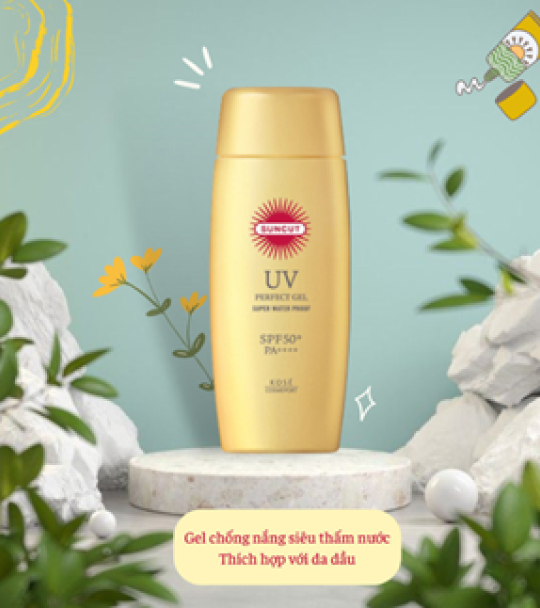 SUNCUT
UV
PERFECT GEL
SUPER WATER PROOF
SPF50+
PA++++
KOSÉ
COSMEPORT
Gel chống nắng siêu thấm nước
Thích hợp với da dầu